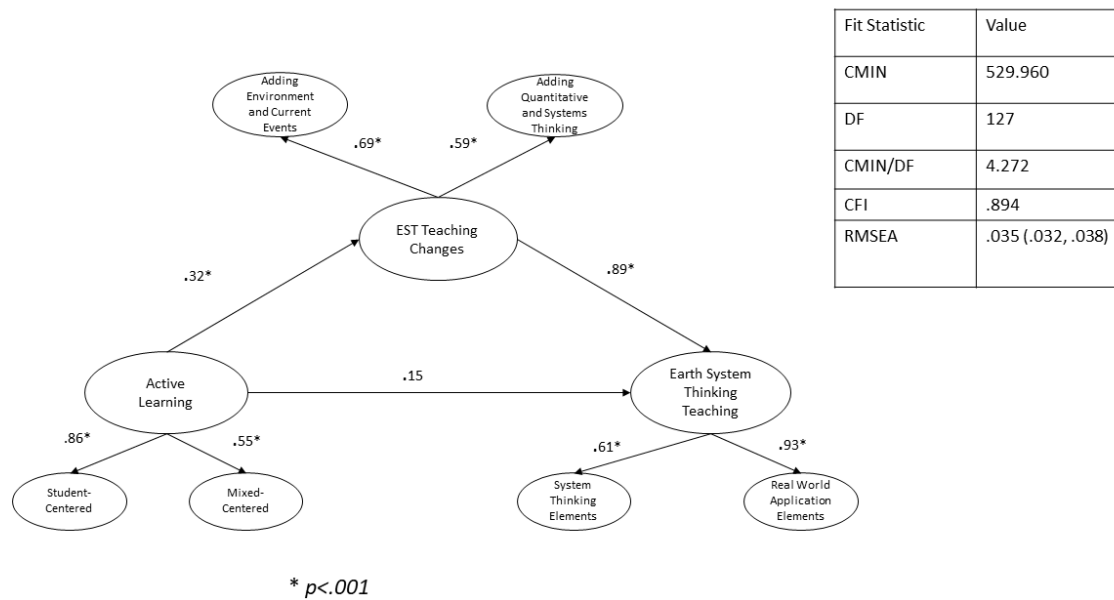 Adding
Environment
and Current
Events
Adding
Quantitative
and Systems
Thinking
.69*
.59*
EST Teaching
Changes
.32*
.89*
Active
Learning
.15
Earth System
Thinking
Teaching
.86*
.55*
.61*
.93*
Student-
Centered
Mixed-
Centered
System
Thinking
Elements
Real World
Application
Elements
* p<.001
Fit Statistic Value
CMIN 529.960
DF 127
CMIN/DF 4.272
CFI .894
RMSEA .035 (.032, .038)